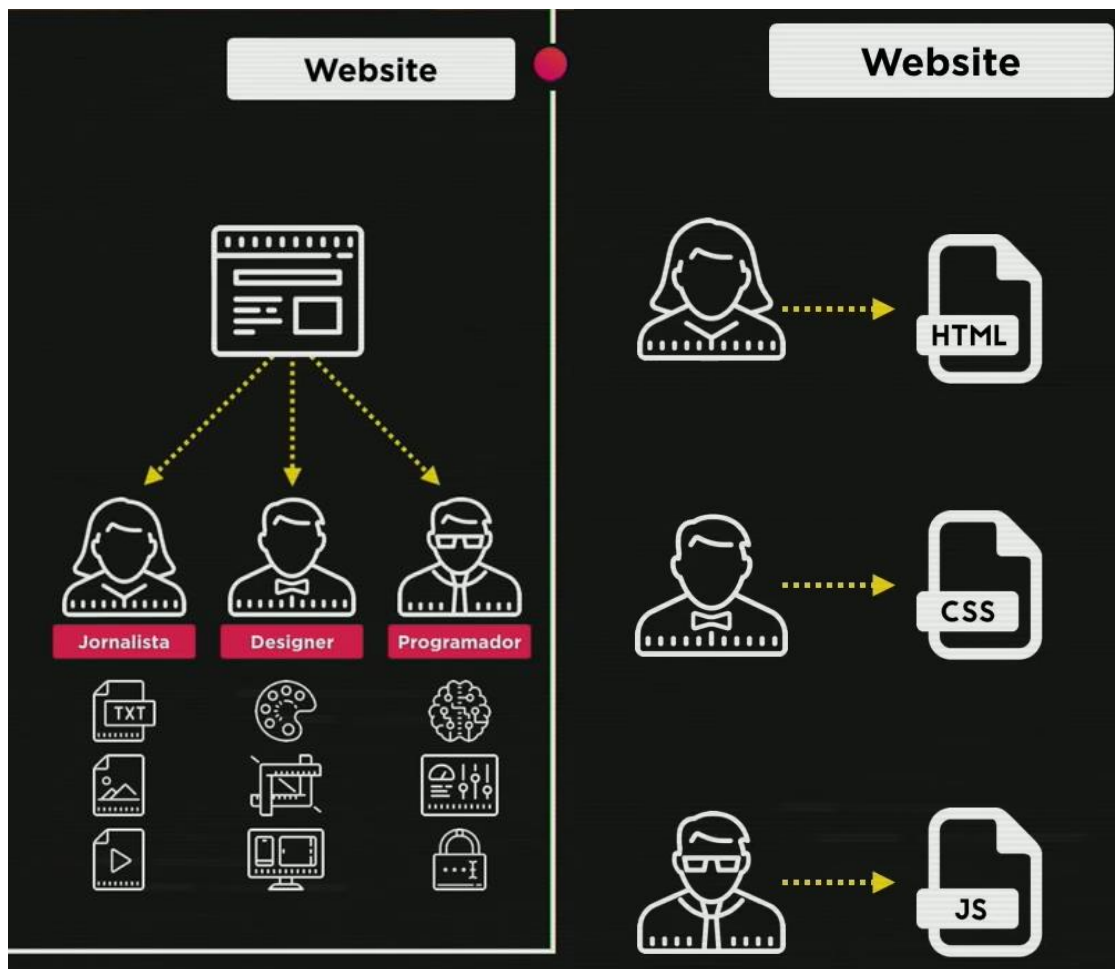 Website
Jornalista
Designer
Programador
TXT
Website
HTML
CSS
JS